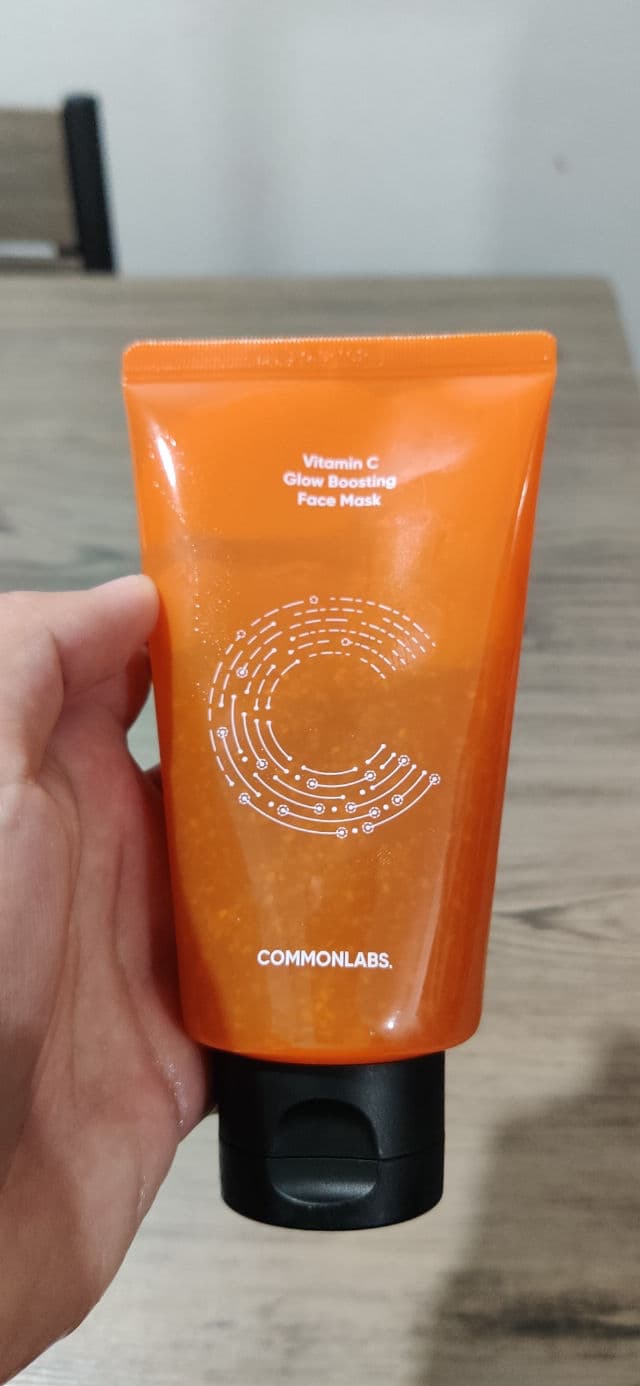 Vitamin C
Glow Boosting
Face Mask
COMMONLABS.